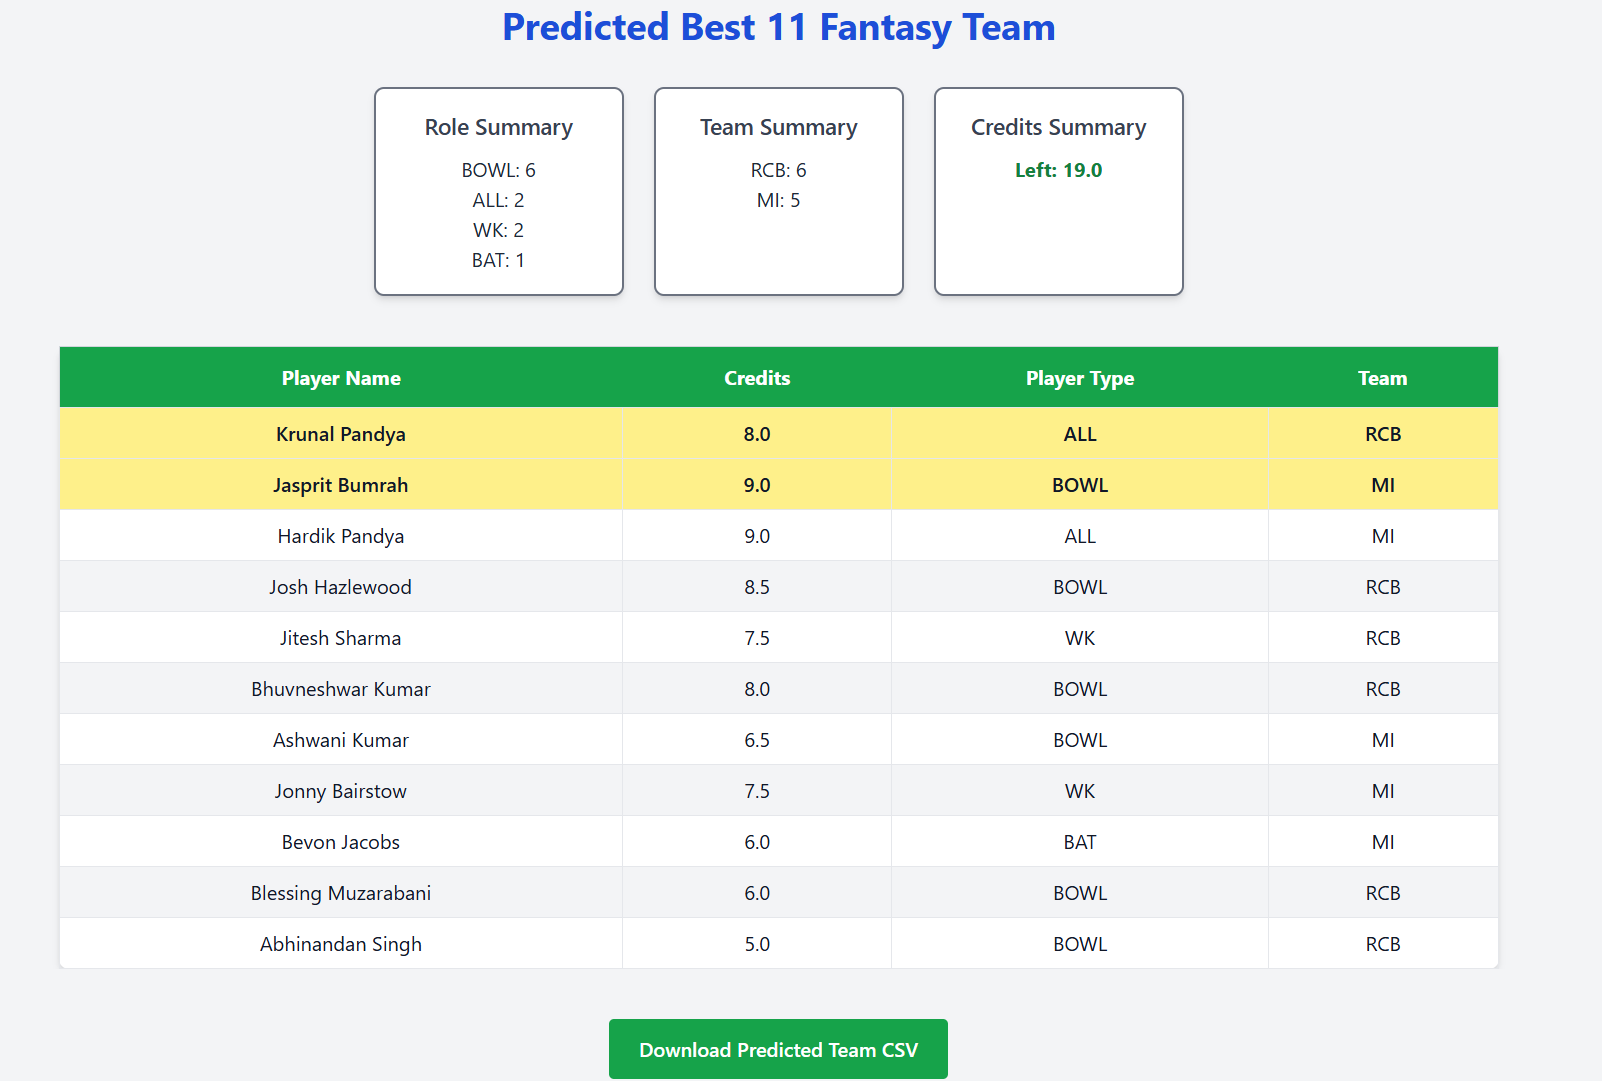 Predicted Best 11 Fantasy Team
Role Summary
BOWL: 6
ALL: 2
WK: 2
BAT: 1
Team Summary
RCB: 6
MI: 5
Credits Summary
Left: 19.0
Player Name Credits Player Type Team
Krunal Pandya 8.0 ALL RCB
Jasprit Bumrah 9.0 BOWL MI
Hardik Pandya 9.0 ALL MI
Josh Hazlewood 8.5 BOWL RCB
Jitesh Sharma 7.5 WK RCB
Bhuvneshwar Kumar 8.0 BOWL RCB
Ashwani Kumar 6.5 BOWL MI
Jonny Bairstow 7.5 WK MI
Bevon Jacobs 6.0 BAT MI
Blessing Muzarabani 6.0 BOWL RCB
Abhinandan Singh 5.0 BOWL RCB
Download Predicted Team CSV